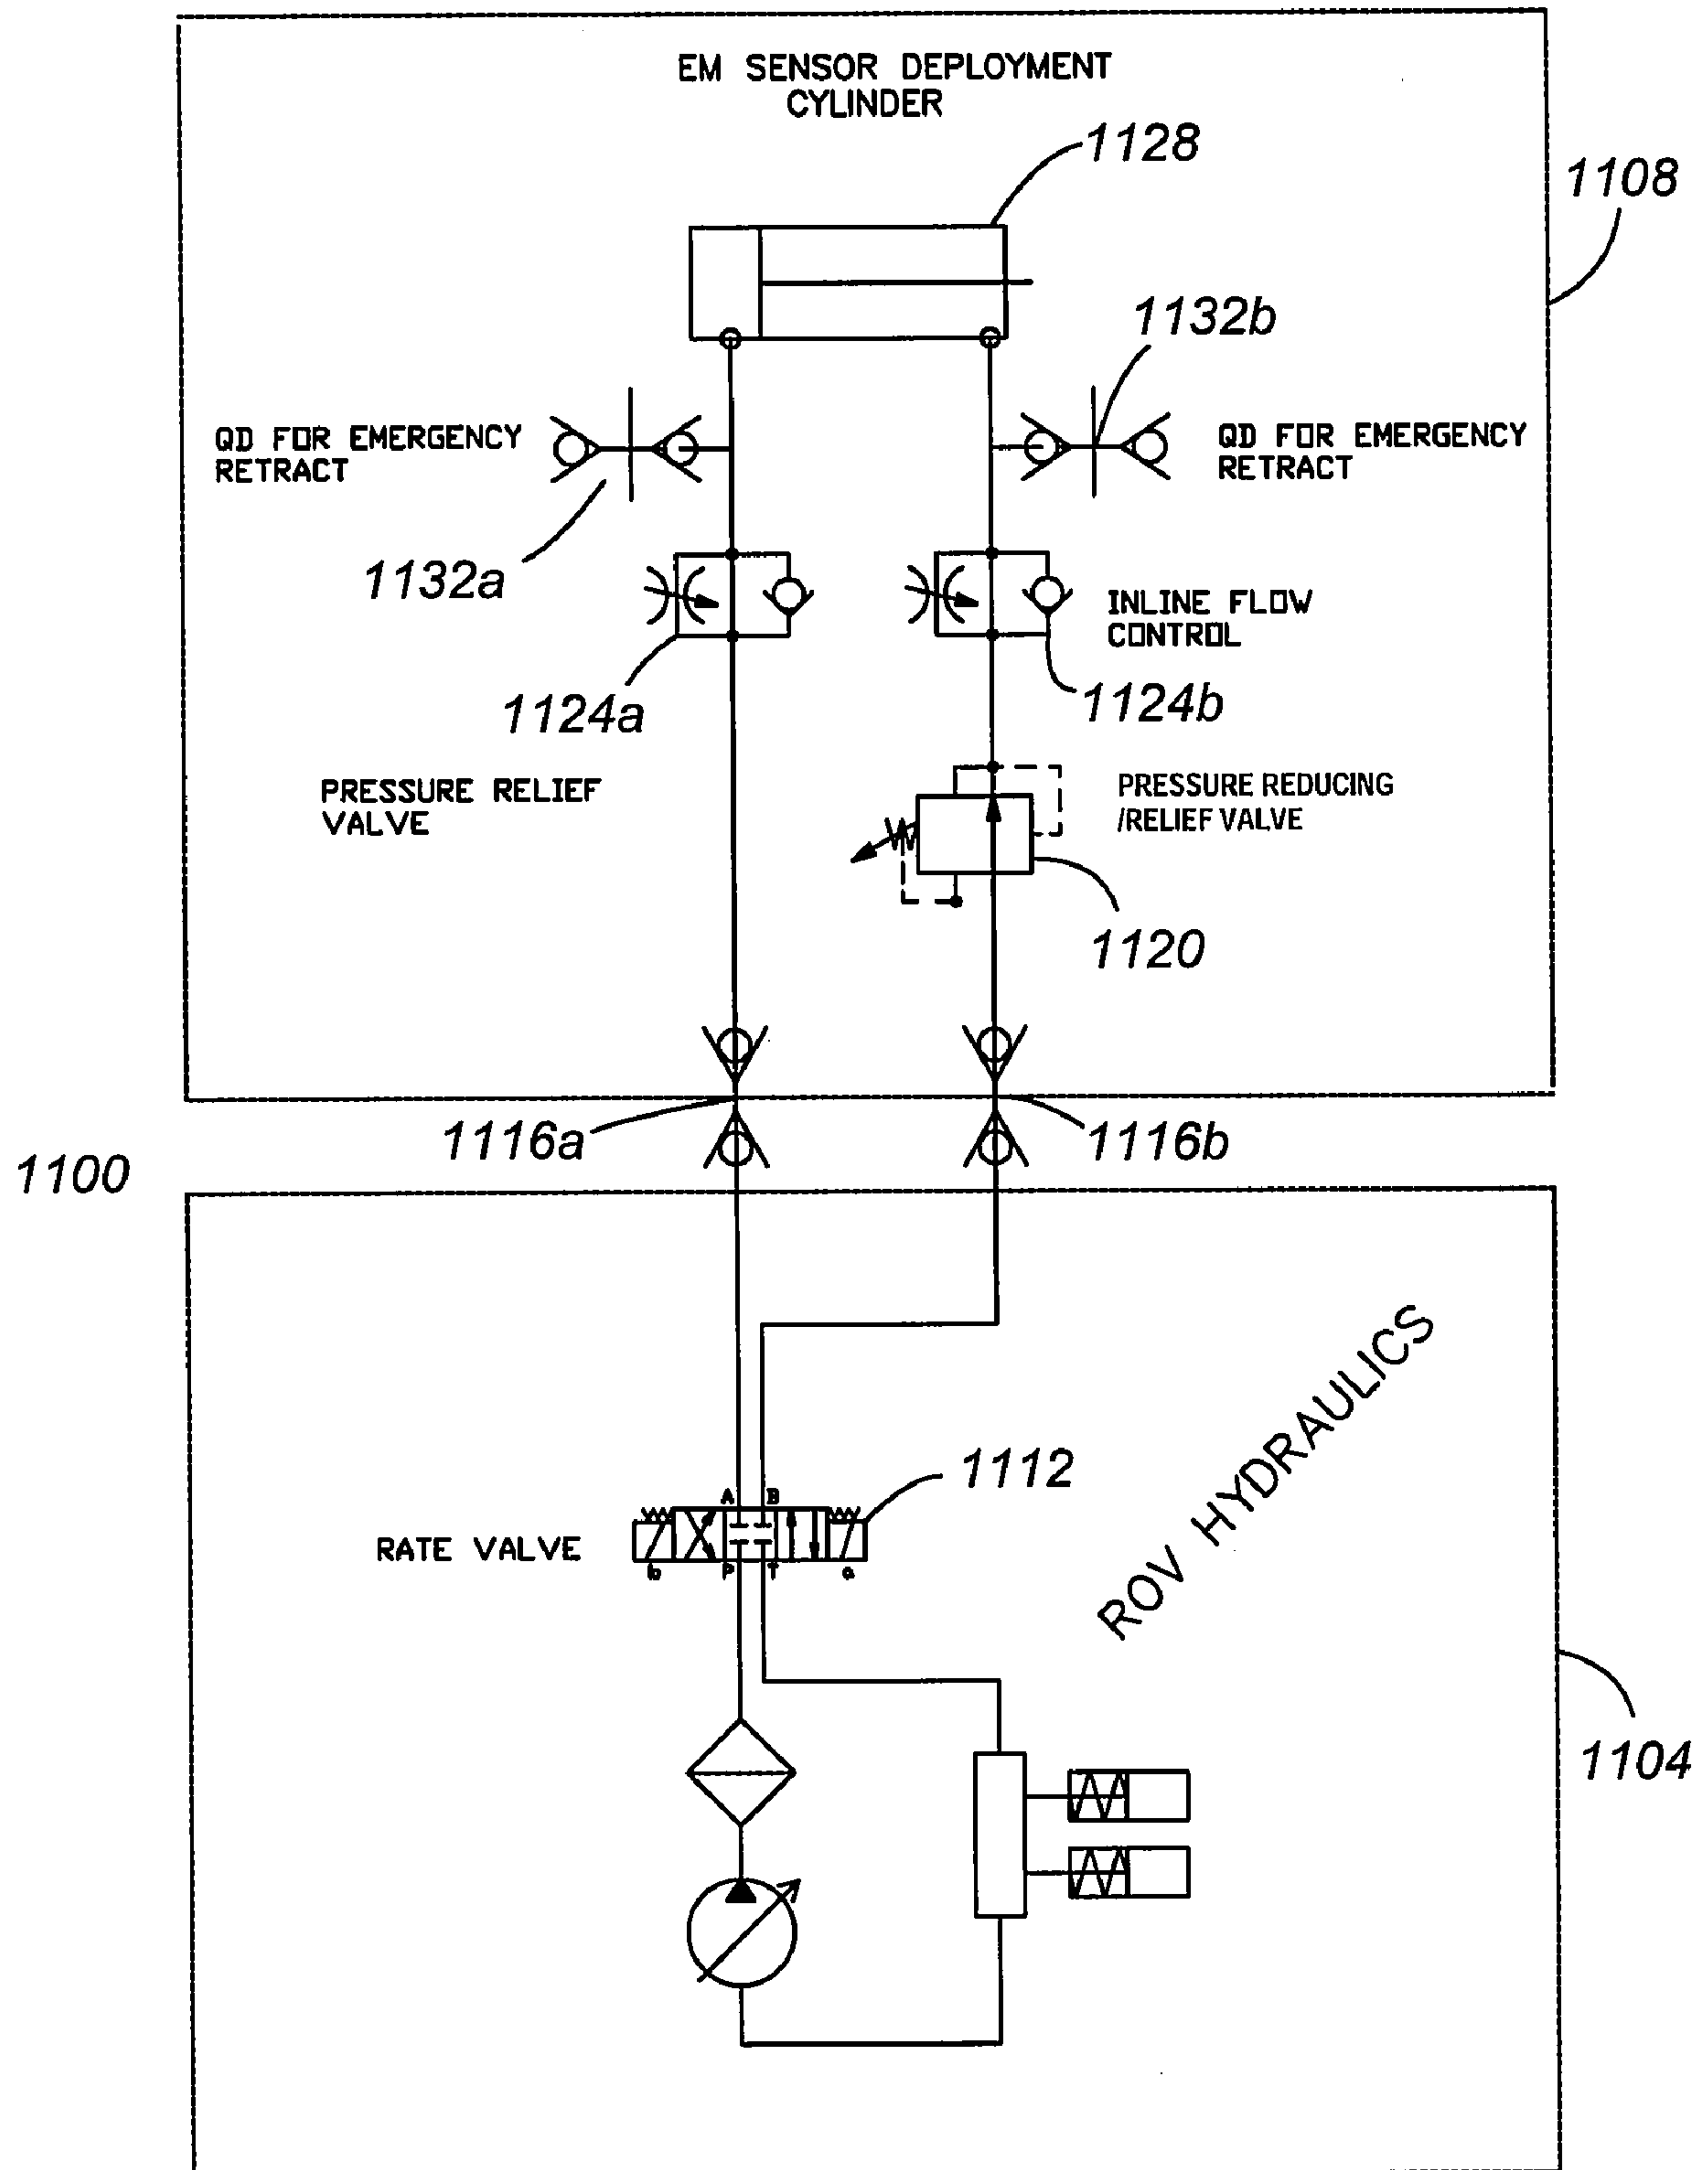 EM SENSOR DEPLOYMENT
CYLINDER
1128
1108
1132b
QD FOR EMERGENCY
RETRACT
QD FOR EMERGENCY
RETRACT
1132a
INLINE FLOW
CONTROL
1124a
1124b
PRESSURE RELIEF
VALVE
PRESSURE REDUCING
/RELIEF VALVE
1120
1116a
1116b
1100
ROV HYDRAULICS
1112
A B
RATE VALVE
b P T a
1104